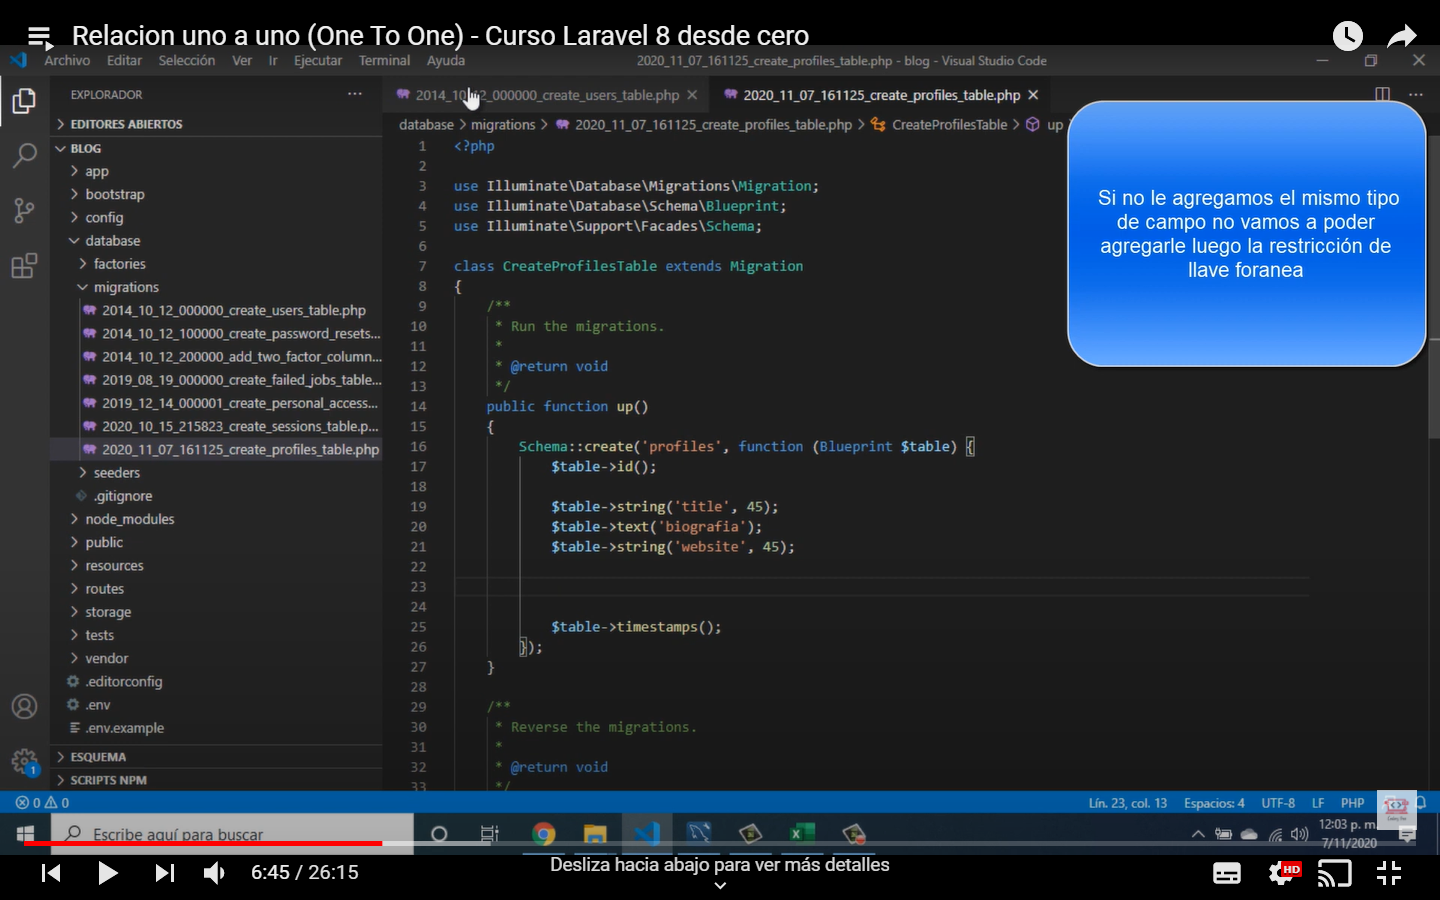 Relacion uno a uno (One To One) - Curso Laravel 8 desde cero
Archivo Editar Selección Ver Ir Ejecutar Terminal Ayuda
2020_11_07_161125_create_profiles_table.php - blog - Visual Studio Code
EXPLORADOR
2014_10_12_000000_create_users_table.php
2020_11_07_161125_create_profiles_table.php
EDITORES ABIERTOS
database > migrations > 2020_11_07_161125_create_profiles_table.php > CreateProfilesTable > up
BLOG
app
bootstrap
config
database
factories
migrations
2014_10_12_000000_create_users_table.php
2014_10_12_100000_create_password_resets...
2014_10_12_200000_add_two_factor_column...
2019_08_19_000000_create_failed_jobs_table...
2019_12_14_000001_create_personal_access...
2020_10_15_215823_create_sessions_table.p...
2020_11_07_161125_create_profiles_table.php
seeders
.gitignore
node_modules
public
resources
routes
storage
tests
vendor
.editorconfig
.env
.env.example
ESQUEMA
SCRIPTS NPM
1
1 <?php
2
3 use Illuminate\Database\Migrations\Migration;
4 use Illuminate\Database\Schema\Blueprint;
5 use Illuminate\Support\Facades\Schema;
6
7 class CreateProfilesTable extends Migration
8 {
9 /**
10 * Run the migrations.
11 *
12 * @return void
13 */
14 public function up()
15 {
16 Schema::create('profiles', function (Blueprint $table) {
17 $table->id();
18
19 $table->string('title', 45);
20 $table->text('biografia');
21 $table->string('website', 45);
22
23
24
25 $table->timestamps();
26 });
27 }
28
29 /**
30 * Reverse the migrations.
31 *
32 * @return void
33 */
Si no le agregamos el mismo tipo
de campo no vamos a poder
agregarle luego la restricción de
llave foranea
0 0
Lín. 23, col. 13 Espacios: 4 UTF-8 LF PHP
Escribe aquí para buscar
12:03 p. m.
7/11/2020
6:45 / 26:15
Desliza hacia abajo para ver más detalles
HD